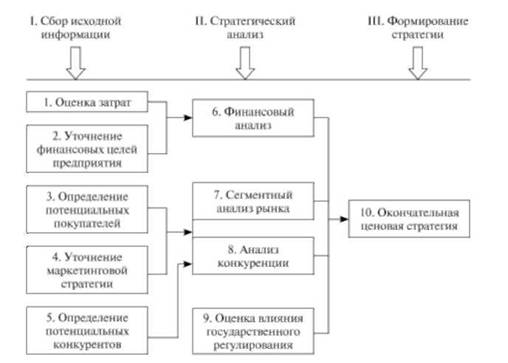 I. Сбор исходной
информации
II. Стратегический
анализ
III. Формирование
стратегии
1. Оценка затрат
2. Уточнение
финансовых целей
предприятия
3. Определение
потенциальных
покупателей
4. Уточнение
маркетинговой
стратегии
5. Определение
потенциальных
конкурентов
6. Финансовый
анализ
7. Сегментный
анализ рынка
8. Анализ
конкуренции
9. Оценка влияния
государственного
регулирования
10. Окончательная
ценовая стратегия